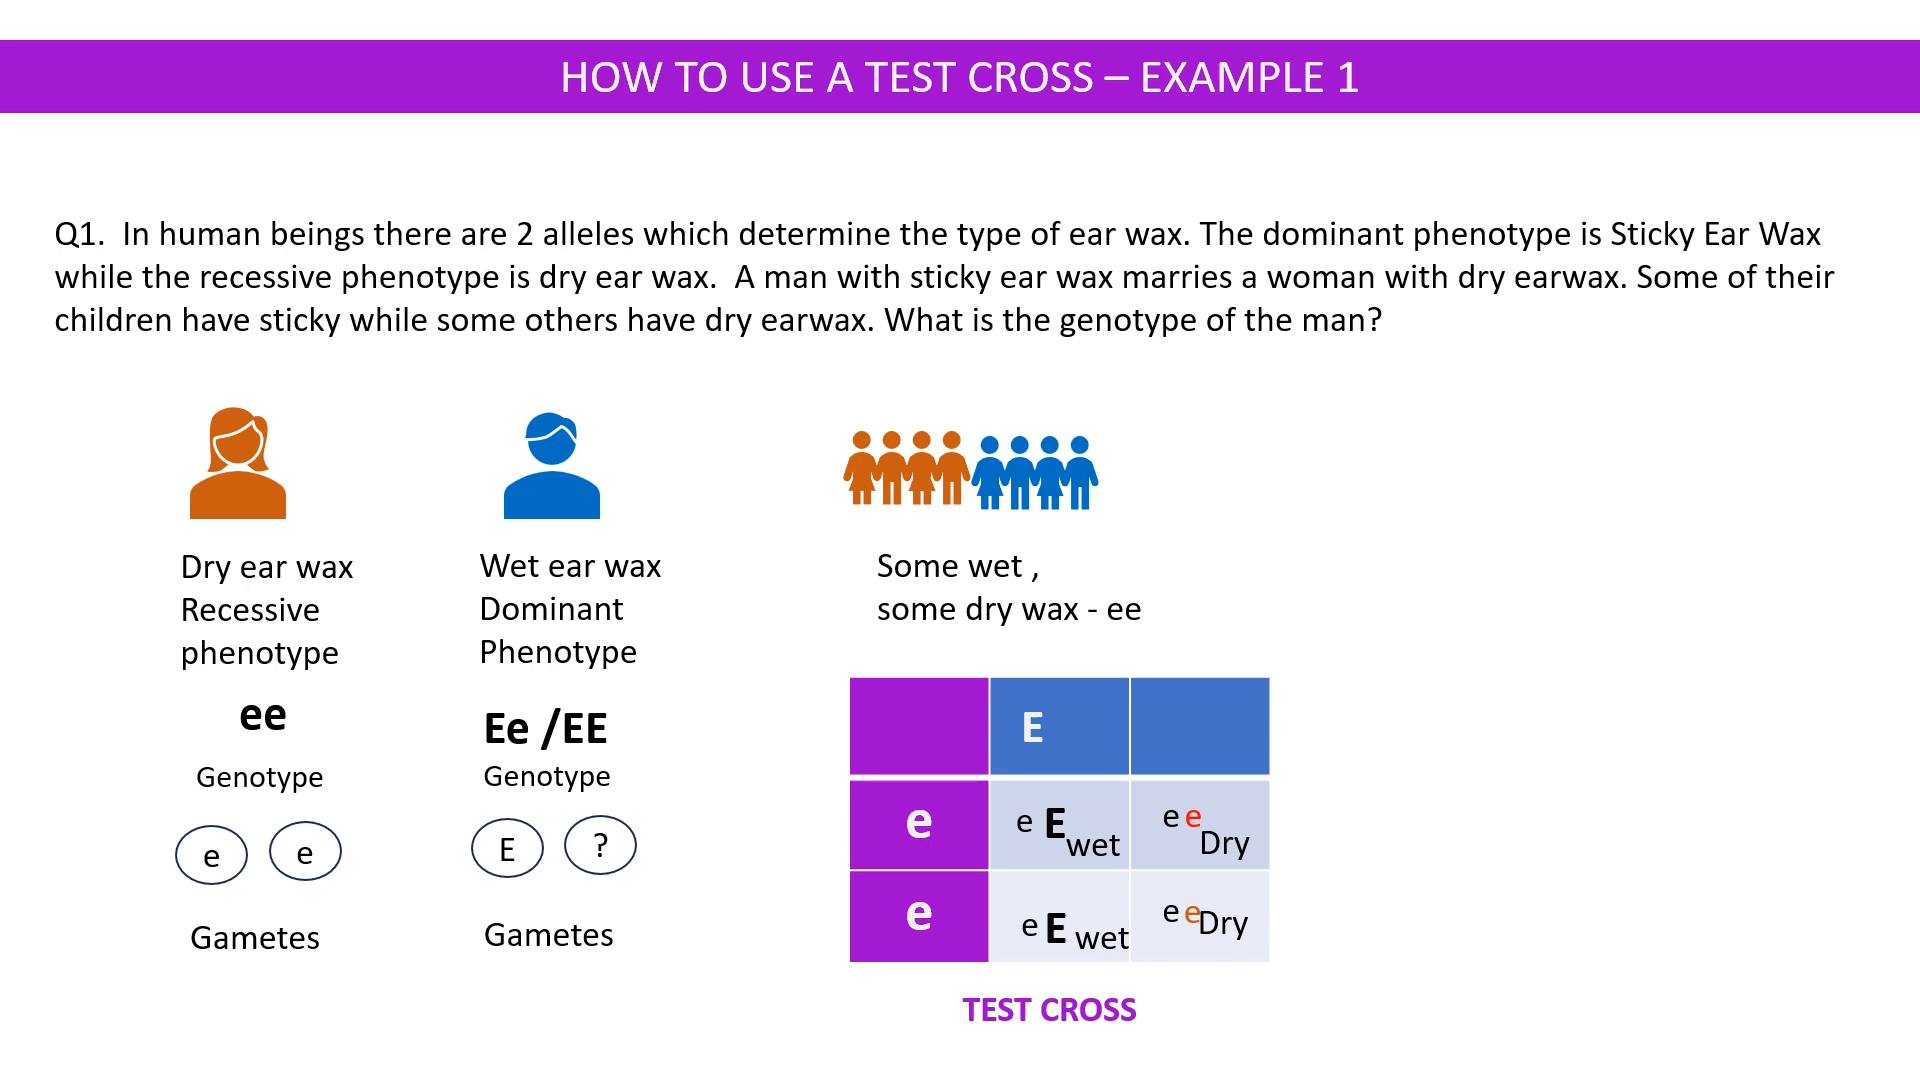 HOW TO USE A TEST CROSS – EXAMPLE 1
Q1.  In human beings there are 2 alleles which determine the type of ear wax. The dominant phenotype is Sticky Ear Wax
while the recessive phenotype is dry ear wax.  A man with sticky ear wax marries a woman with dry earwax. Some of their
children have sticky while some others have dry earwax. What is the genotype of the man?
Dry ear wax
Recessive
phenotype
ee
Genotype
e e
Gametes
Wet ear wax
Dominant
Phenotype
Ee /EE
Genotype
E ?
Gametes
Some wet ,
some dry wax - ee
E
e e E wet e e Dry
e e E wet e e Dry
TEST CROSS